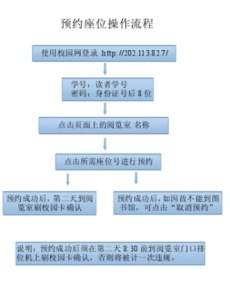 预约座位操作流程
使用校园网登录 http://202.113.82.7/
学号：读者学号
密码：身份证号后8位
点击页面上的阅览室 名称
点击所需座位号进行预约
预约成功后，第二天到阅
览室刷校园卡确认
预约成功后，如因故不能到图
书馆，可点击“取消预约”
说明：预约成功后须在第二天 8:30 前到阅览室门口排
位机上刷校园卡确认，否则将被计一次违规。